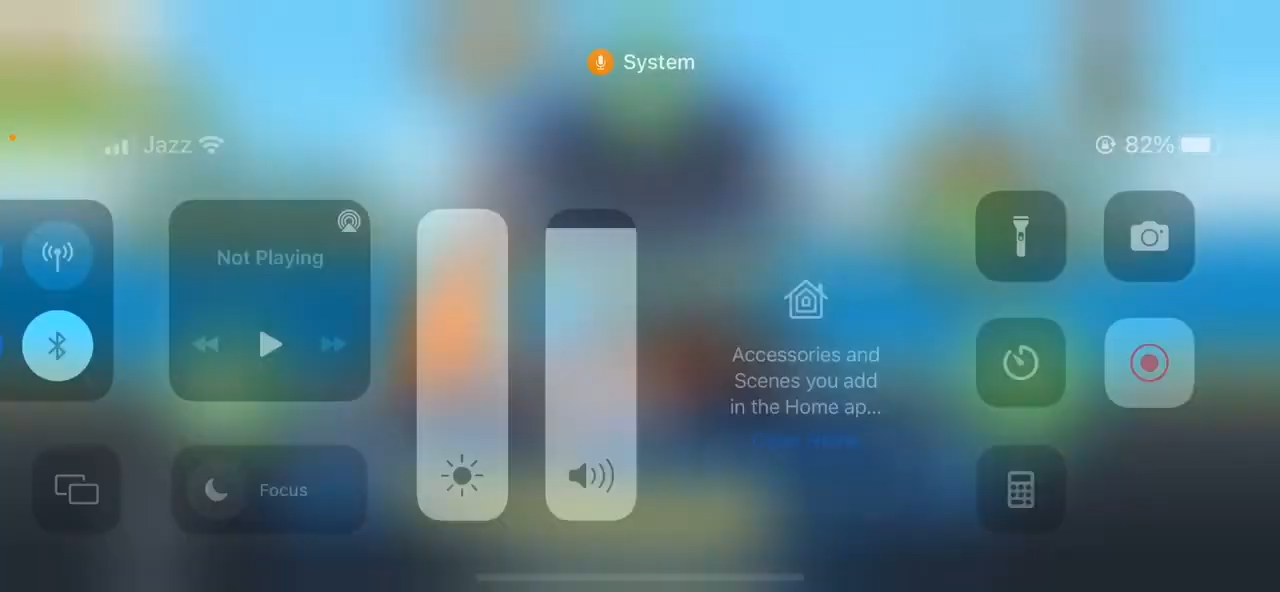 System
Jazz
82%
Not Playing
Accessories and
Scenes you add
in the Home ap...
Focus